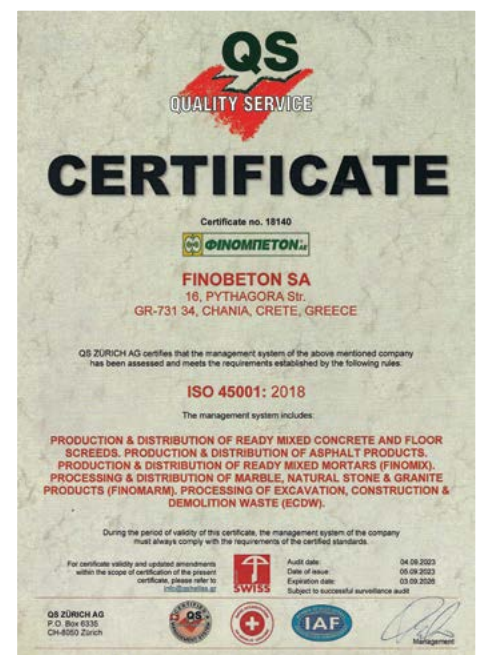 QS
QUALITY SERVICE
CERTIFICATE
Certificate no. 18140
ΦΙΝΟΜΠΕΤΟΝ ΑΕ
FINOBETON SA
16, PYTHAGORA Str.
GR-731 34, CHANIA, CRETE, GREECE
QS ZÜRICH AG certifies that the management system of the above mentioned company
has been assessed and meets the requirements established by the following rules:
ISO 45001: 2018
The management system includes:
PRODUCTION & DISTRIBUTION OF READY MIXED CONCRETE AND FLOOR
SCREEDS. PRODUCTION & DISTRIBUTION OF ASPHALT PRODUCTS.
PRODUCTION & DISTRIBUTION OF READY MIXED MORTARS (FINOMIX).
PROCESSING & DISTRIBUTION OF MARBLE, NATURAL STONE & GRANITE
PRODUCTS (FINOMARM). PROCESSING OF EXCAVATION, CONSTRUCTION &
DEMOLITION WASTE (ECDW).
During the period of validity of this certificate, the management system of the company
must always comply with the requirements of the certified standards.
For certificate validity and updated amendments
within the scope of certification of the present
certificate, please refer to
info@qshellas.gr
SWISS
Audit date: 04.08.2023
Date of issue: 05.09.2023
Expiration date: 03.09.2026
Subject to successful surveillance audit
QS ZÜRICH AG
P.O. Box 6335
CH-8050 Zürich
QS
IAF
Management